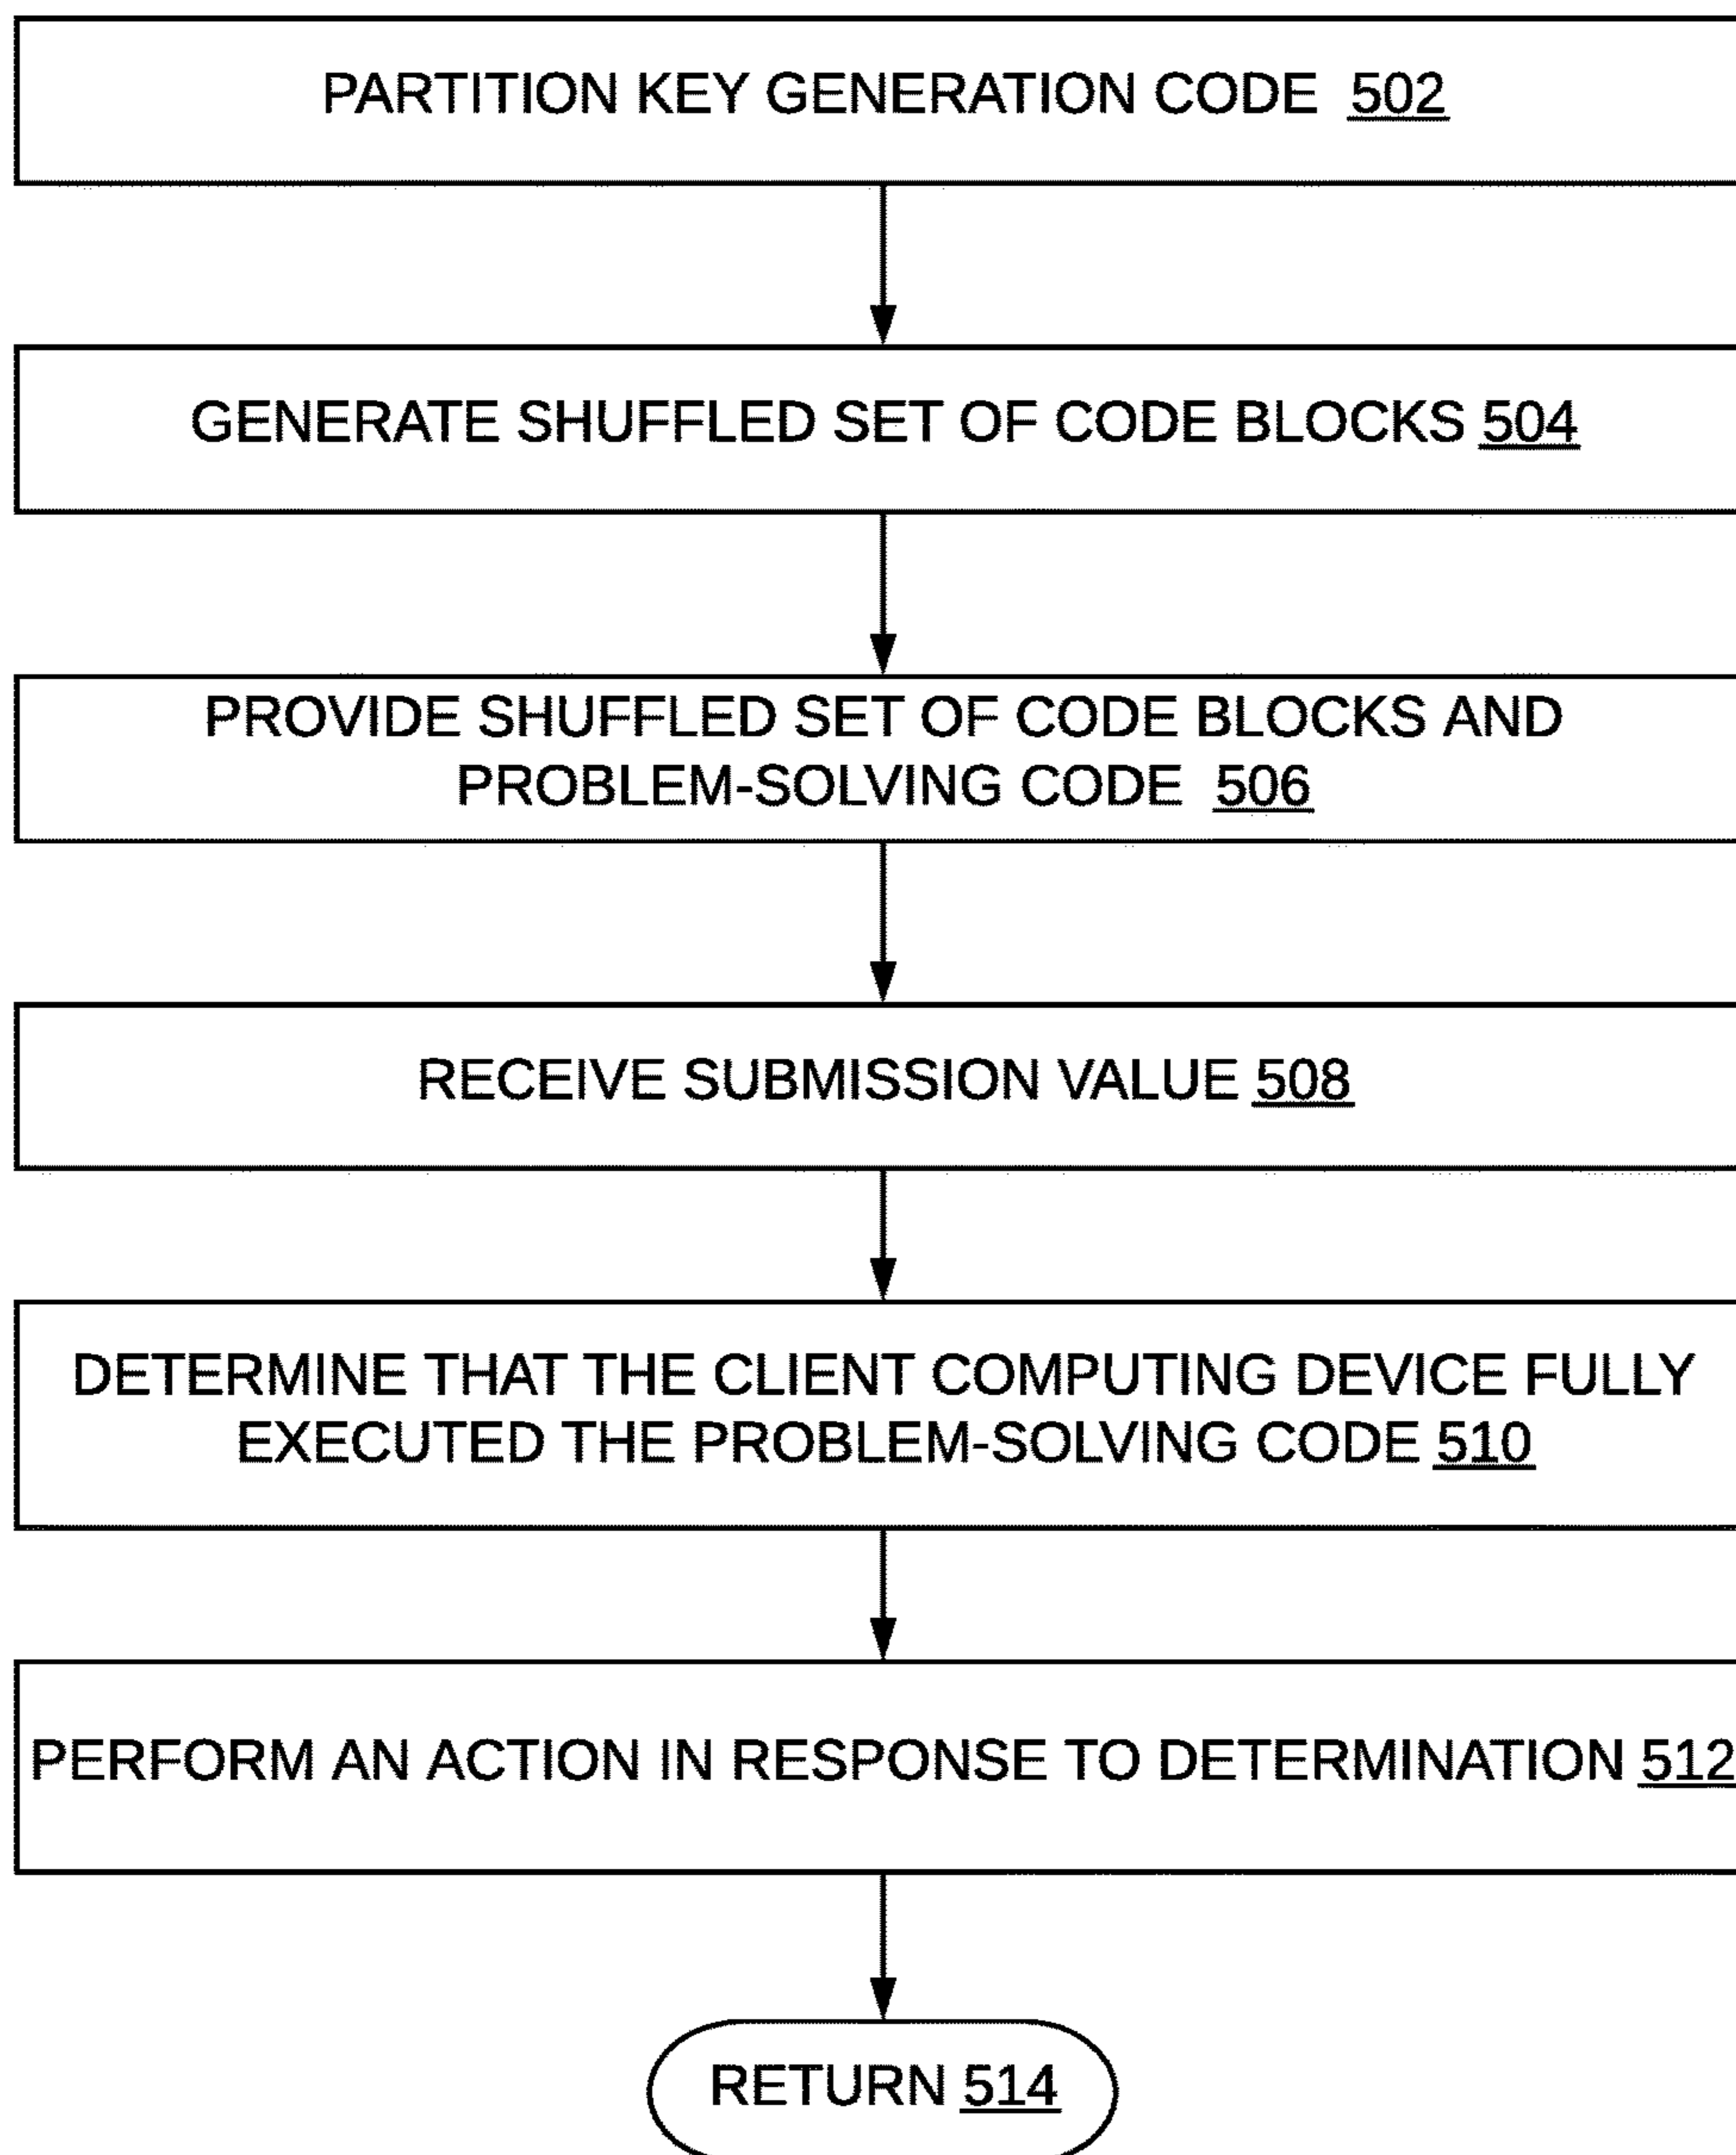 PARTITION KEY GENERATION CODE 502
GENERATE SHUFFLED SET OF CODE BLOCKS 504
PROVIDE SHUFFLED SET OF CODE BLOCKS AND
PROBLEM-SOLVING CODE 506
RECEIVE SUBMISSION VALUE 508
DETERMINE THAT THE CLIENT COMPUTING DEVICE FULLY
EXECUTED THE PROBLEM-SOLVING CODE 510
PERFORM AN ACTION IN RESPONSE TO DETERMINATION 512
RETURN 514